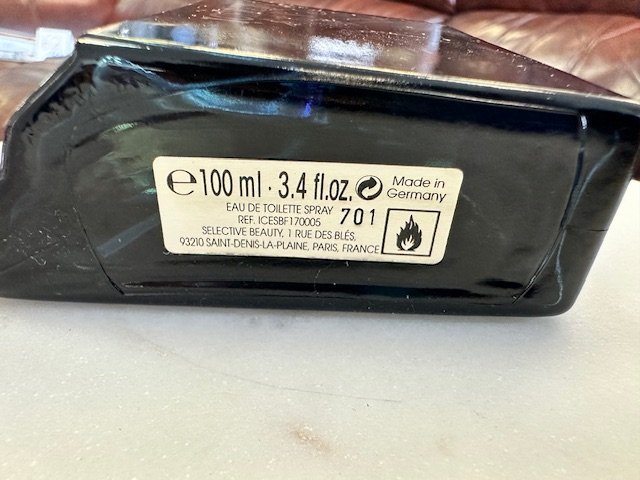 ℮ 100 ml · 3.4 fl.oz. Made in Germany
EAU DE TOILETTE SPRAY 701
REF. ICESBF170005
SELECTIVE BEAUTY, 1 RUE DES BLÉS,
93210 SAINT-DENIS-LA-PLAINE, PARIS, FRANCE